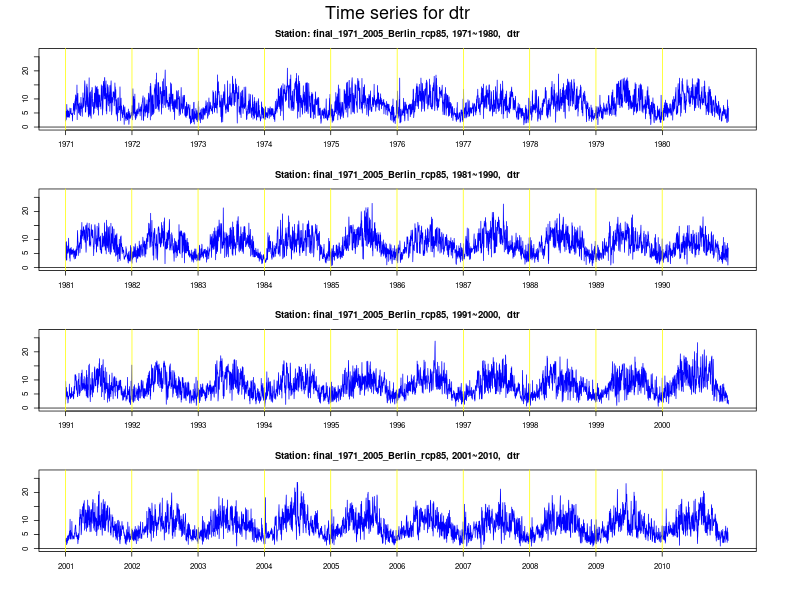 Time series for dtr
Station: final_1971_2005_Berlin_rcp85, 1971~1980, dtr
20
10
5
0
1971 1972 1973 1974 1975 1976 1977 1978 1979 1980
Station: final_1971_2005_Berlin_rcp85, 1981~1990, dtr
20
10
5
0
1981 1982 1983 1984 1985 1986 1987 1988 1989 1990
Station: final_1971_2005_Berlin_rcp85, 1991~2000, dtr
20
10
5
0
1991 1992 1993 1994 1995 1996 1997 1998 1999 2000
Station: final_1971_2005_Berlin_rcp85, 2001~2010, dtr
20
10
5
0
2001 2002 2003 2004 2005 2006 2007 2008 2009 2010